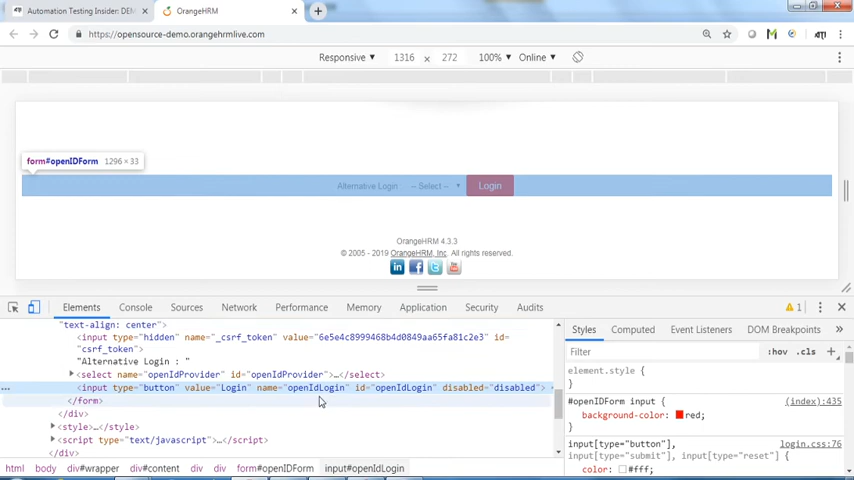 Automation Testing Insider: DEM
OrangeHRM
https://opensource-demo.orangehrmlive.com
Responsive ▼ 1316 × 272 100% ▼ Online ▼
form#openIDForm 1296 × 33
Alternative Login : -- Select -- Login
OrangeHRM 4.3.3
© 2005 - 2019 OrangeHRM, Inc. All rights reserved.
Elements Console Sources Network Performance Memory Application Security Audits 1
"text-align: center">
<input type="hidden" name="_csrf_token" value="6e5e4c8999468b4d0849aa65fa81c2e3" id=
"csrf_token">
"Alternative Login : "
<select name="openIdProvider" id="openIdProvider">…</select>
<input type="button" value="Login" name="openIdLogin" id="openIdLogin" disabled="disabled">
</form>
</div>
<style>…</style>
<script type="text/javascript">…</script>
</div>
html body div#wrapper div#content div div form#openIDForm input#openIdLogin
Styles Computed Event Listeners DOM Breakpoints »
Filter :hov .cls +
element.style {
}
#openIDForm input { (index):435
background-color: red;
}
input[type="button"], login.css:76
input[type="submit"], input[type="reset"] {
color: #fff;